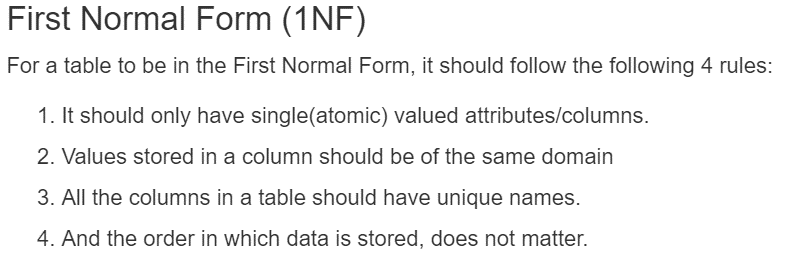 First Normal Form (1NF)
For a table to be in the First Normal Form, it should follow the following 4 rules:
1. It should only have single(atomic) valued attributes/columns.
2. Values stored in a column should be of the same domain
3. All the columns in a table should have unique names.
4. And the order in which data is stored, does not matter.